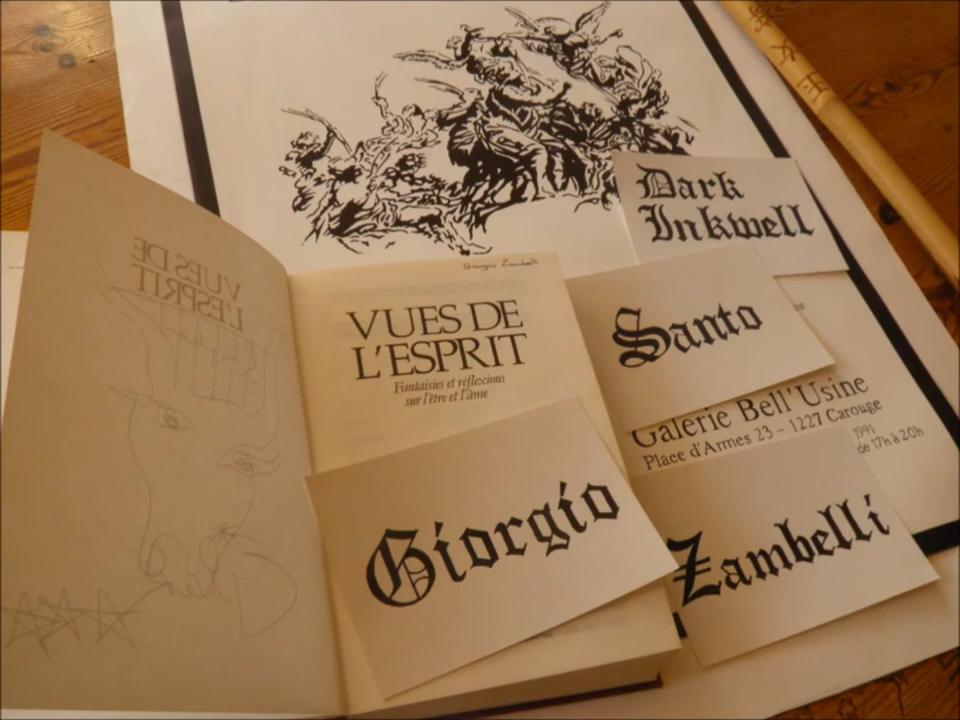 Dark
Inkwell
Santo
Giorgio Zambelli
VUES DE
L'ESPRIT
Fantaisies et réflexions
sur l'être et l'âme
VUES DE
L'ESPRIT
Galerie Bell'Usine
Place d'Armes 23 – 1227 Carouge
1991
de 17h à 20h
Giorgio
Zambelli